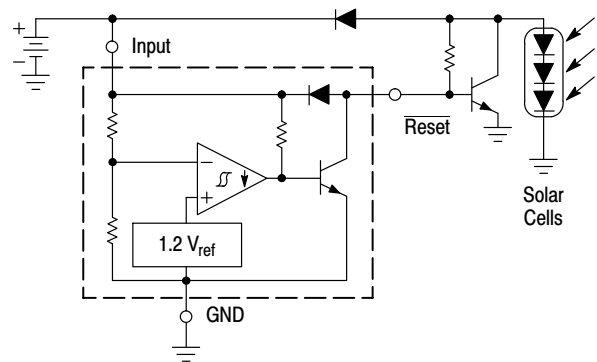 +
−
Input
Reset
−
+
1.2 Vref
Solar
Cells
GND